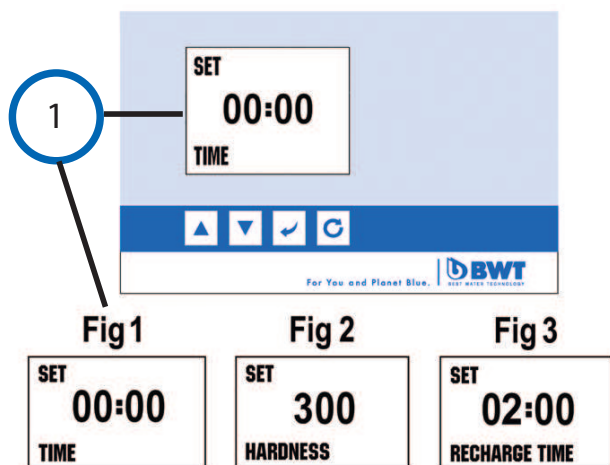 1
SET
00:00
TIME
For You and Planet Blue.
BWT
BEST WATER TECHNOLOGY
Fig 1 Fig 2 Fig 3
SET SET SET
00:00 300 02:00
TIME HARDNESS RECHARGE TIME